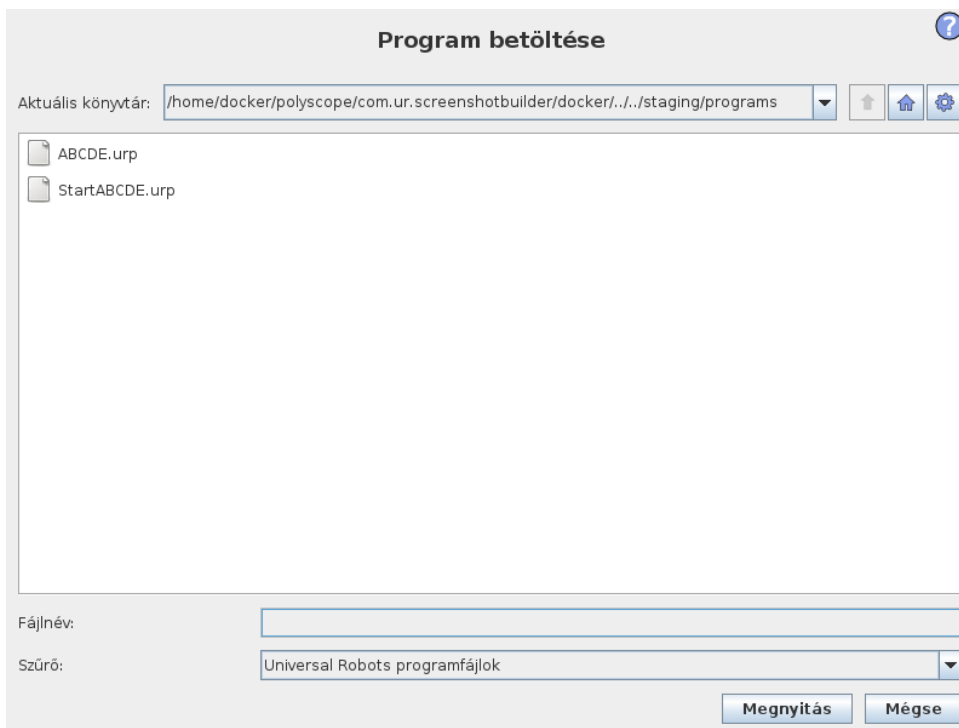 Program betöltése
?
Aktuális könyvtár: /home/docker/polyscope/com.ur.screenshotbuilder/docker/../../staging/programs
ABCDE.urp
StartABCDE.urp
Fájlnév:
Szűrő: Universal Robots programfájlok
Megnyitás Mégse